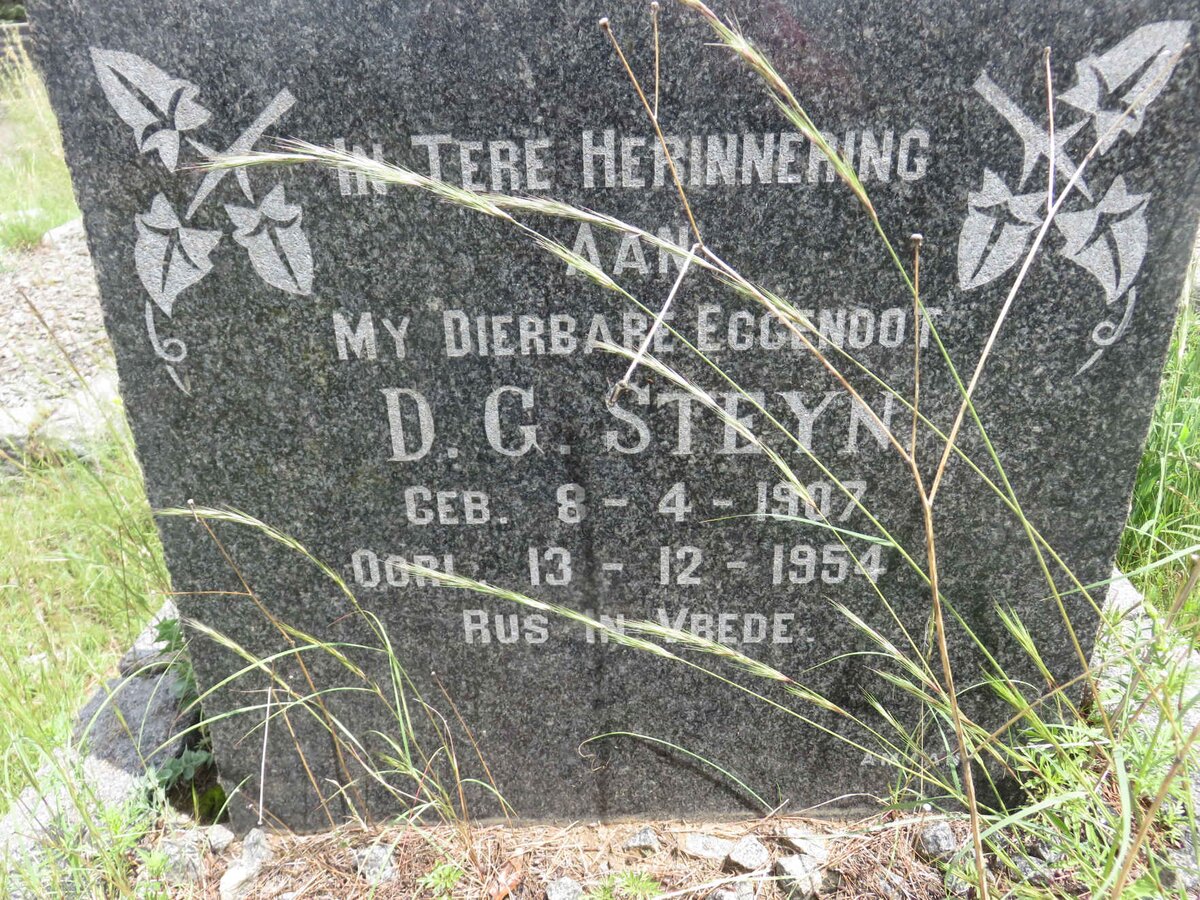 IN TERE HERINNERING
AAN
MY DIERBARE EGGENOOT
D. G. STEYN
GEB. 8 - 4 - 1907
OORL. 13 - 12 - 1954
RUS IN VREDE.